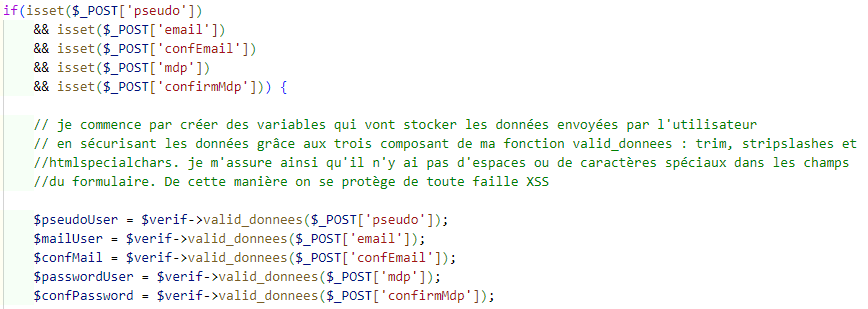 if(isset($_POST['pseudo'])
&& isset($_POST['email'])
&& isset($_POST['confEmail'])
&& isset($_POST['mdp'])
&& isset($_POST['confirmMdp'])) {
// je commence par créer des variables qui vont stocker les données envoyées par l'utilisateur
// en sécurisant les données grâce aux trois composant de ma fonction valid_donnees : trim, stripslashes et
//htmlspecialchars. je m'assure ainsi qu'il n'y ai pas d'espaces ou de caractères spéciaux dans les champs
//du formulaire. De cette manière on se protège de toute faille XSS
$pseudoUser = $verif->valid_donnees($_POST['pseudo']);
$mailUser = $verif->valid_donnees($_POST['email']);
$confMail = $verif->valid_donnees($_POST['confEmail']);
$passwordUser = $verif->valid_donnees($_POST['mdp']);
$confPassword = $verif->valid_donnees($_POST['confirmMdp']);